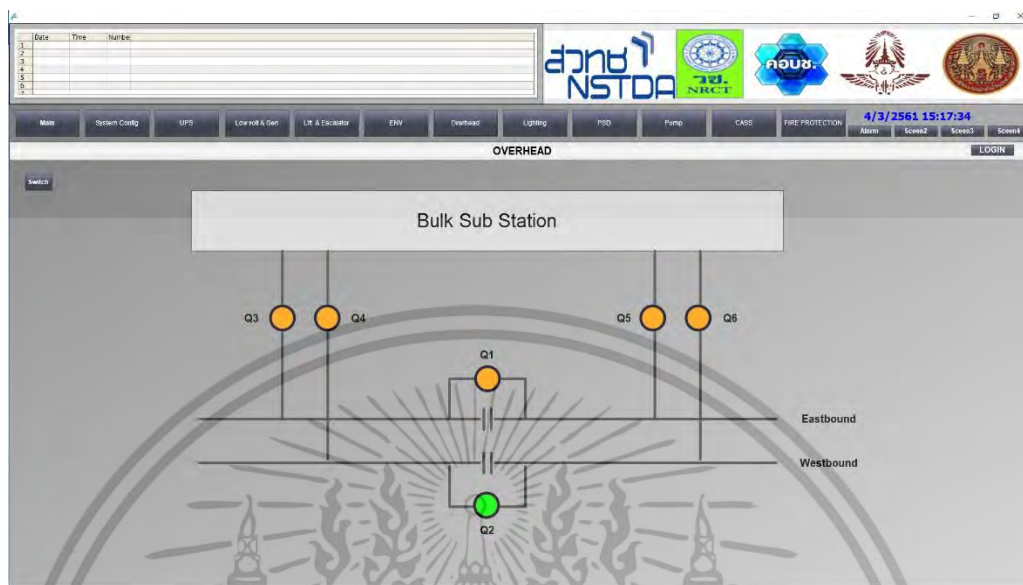 Date Time Numbe
1
2
3
4
5
6
7
สวทช
NSTDA
วช.
NRCT
คอบช.
Main System Config UPS Low volt & Gen Lift & Escalator ENV Overhead Lighting PSD Pump CASS FIRE PROTECTION
4/3/2561 15:17:34
Alarm Sceen2 Sceen3 Sceen4
OVERHEAD
LOGIN
Switch
Bulk Sub Station
Q3 Q4 Q5 Q6
Q1
Eastbound
Westbound
Q2